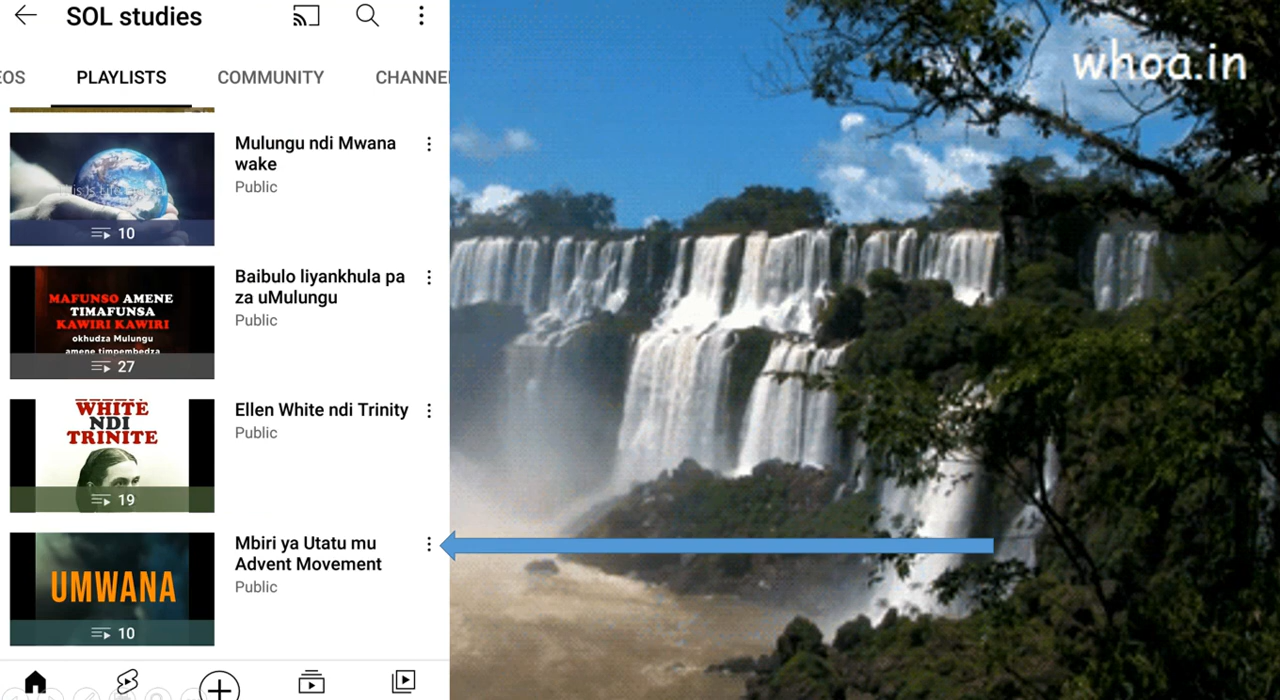 SOL studies
EOS PLAYLISTS COMMUNITY CHANNE
Mulungu ndi Mwana
wake
Public
10
MAFUNSO AMENE
TIMAFUNSA
KAWIRI KAWIRI
okhudza Mulungu
amene timpembedza
27
Baibulo liyankhula pa
za uMulungu
Public
WHITE
NDI
TRINITE
19
Ellen White ndi Trinity
Public
UMWANA
10
Mbiri ya Utatu mu
Advent Movement
Public
whoa.in